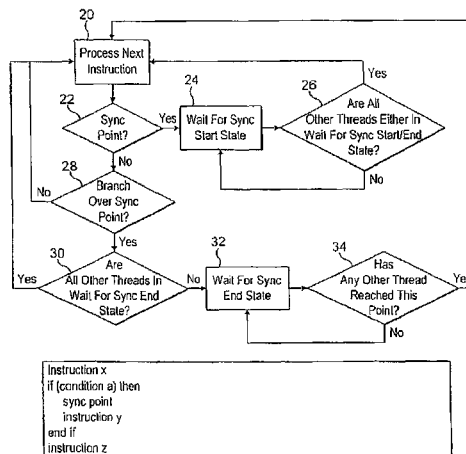 20
Process Next
Instruction
22
Sync
Point?
Yes
24
Wait For Sync
Start State
26
Are All
Other Threads Either In
Wait For Sync Start/End
State?
Yes
No
No
28
Branch
Over Sync
Point?
No
Yes
30
Are
All Other Threads In
Wait For Sync End
State?
Yes
No
32
Wait For Sync
End State
34
Has
Any Other Thread
Reached This
Point?
No
Instruction x
if (condition a) then
sync point
instruction y
end if
instruction z